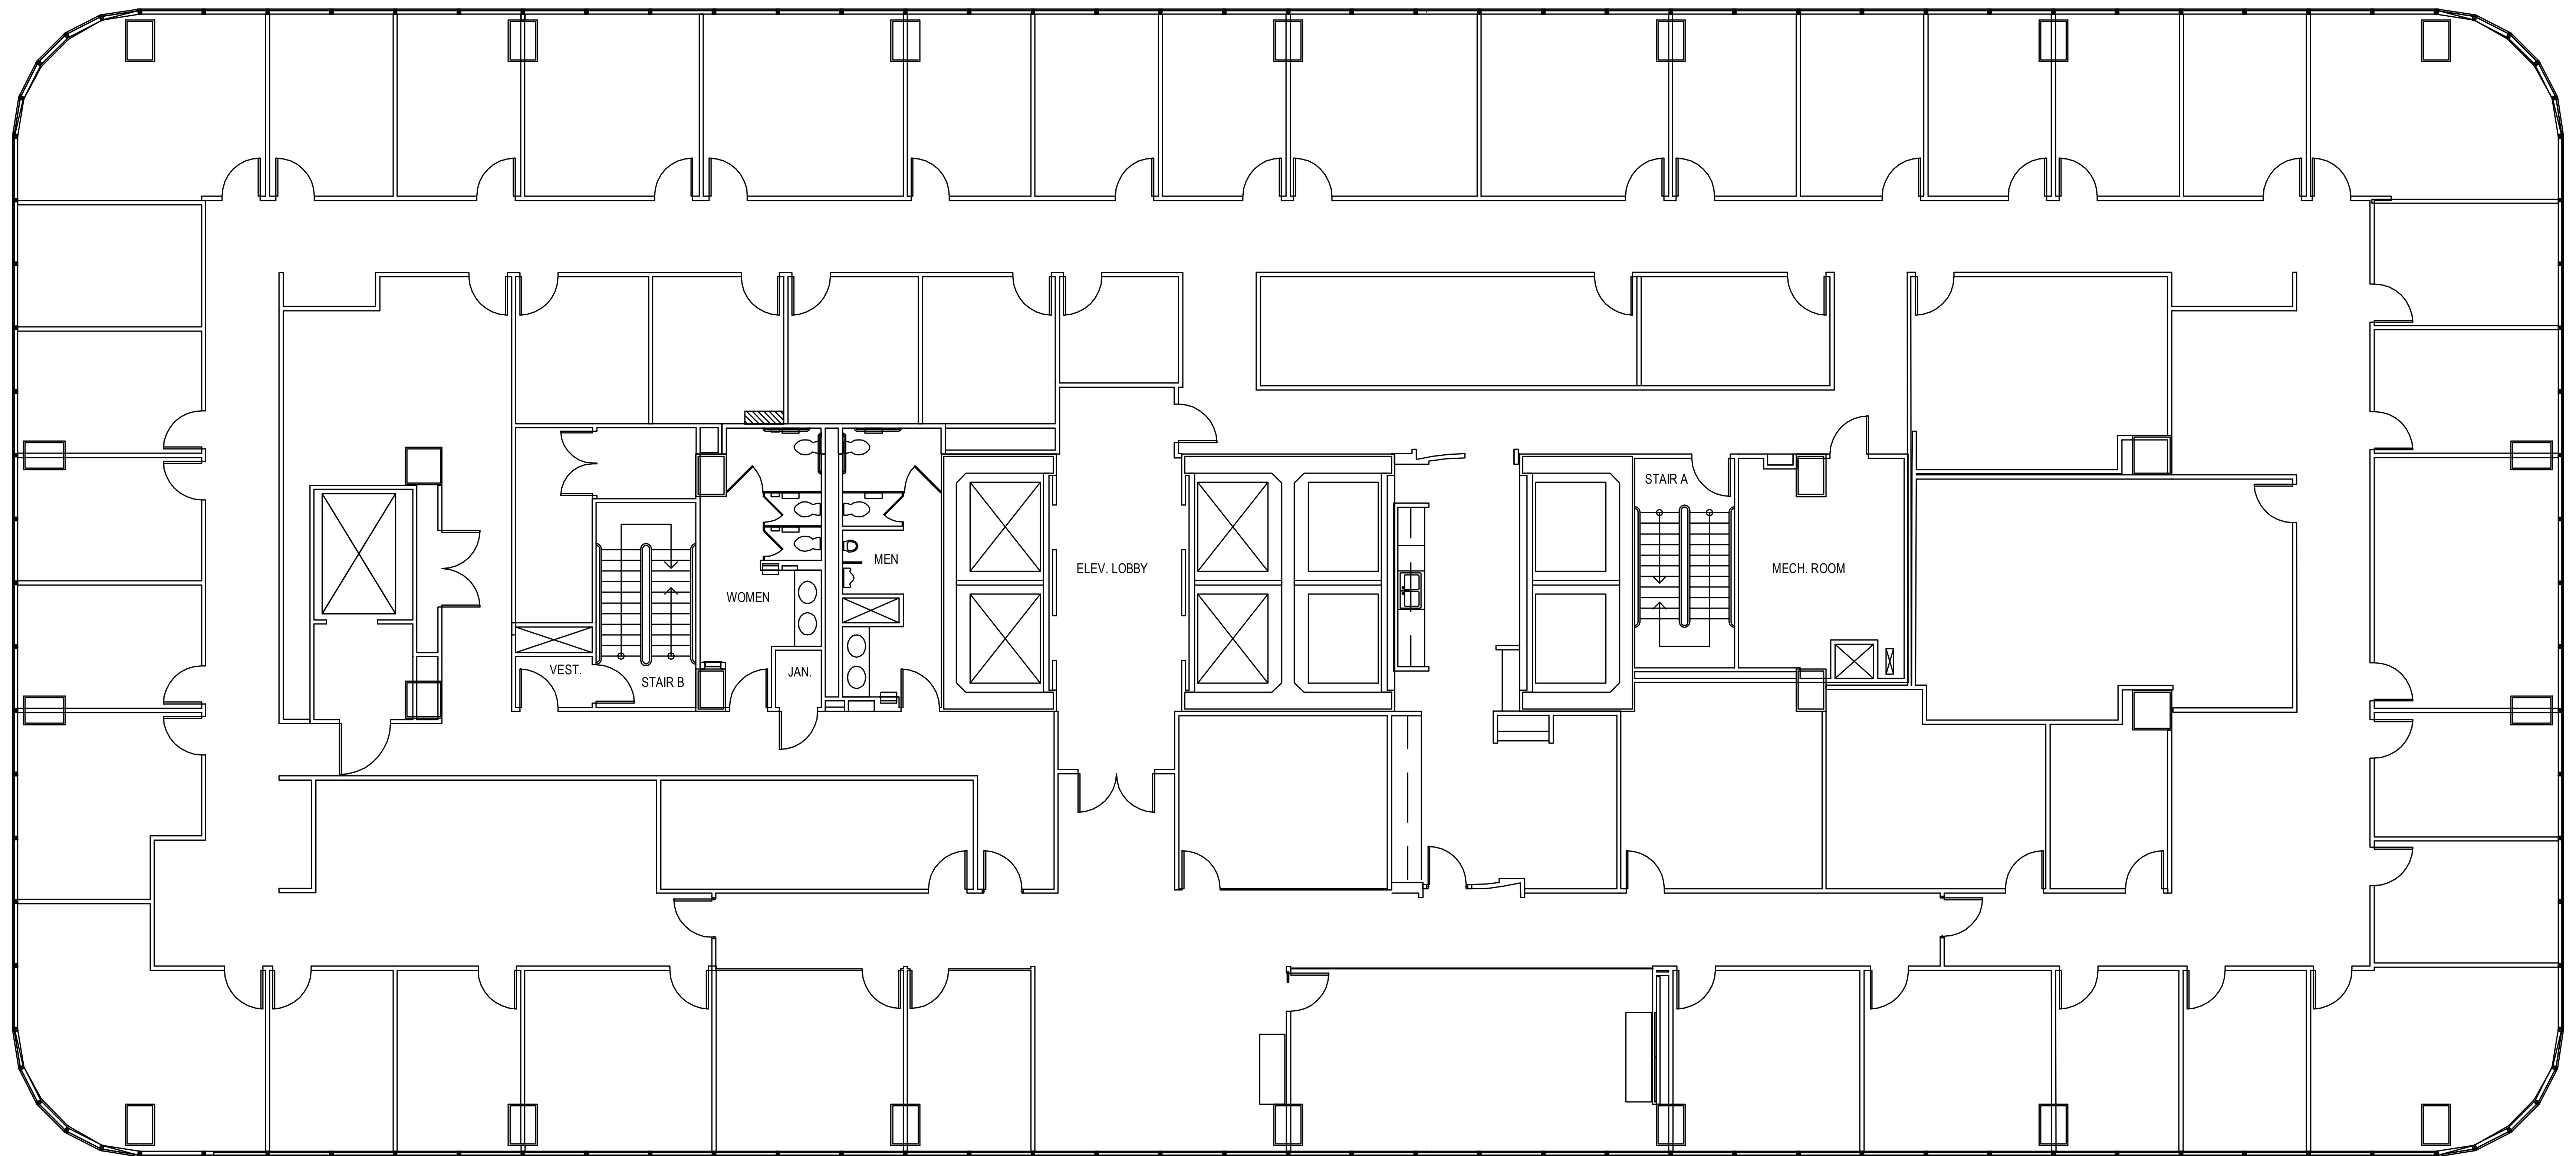 STAIR A
MEN
ELEV. LOBBY
MECH. ROOM
WOMEN
VEST.
STAIR B
JAN.